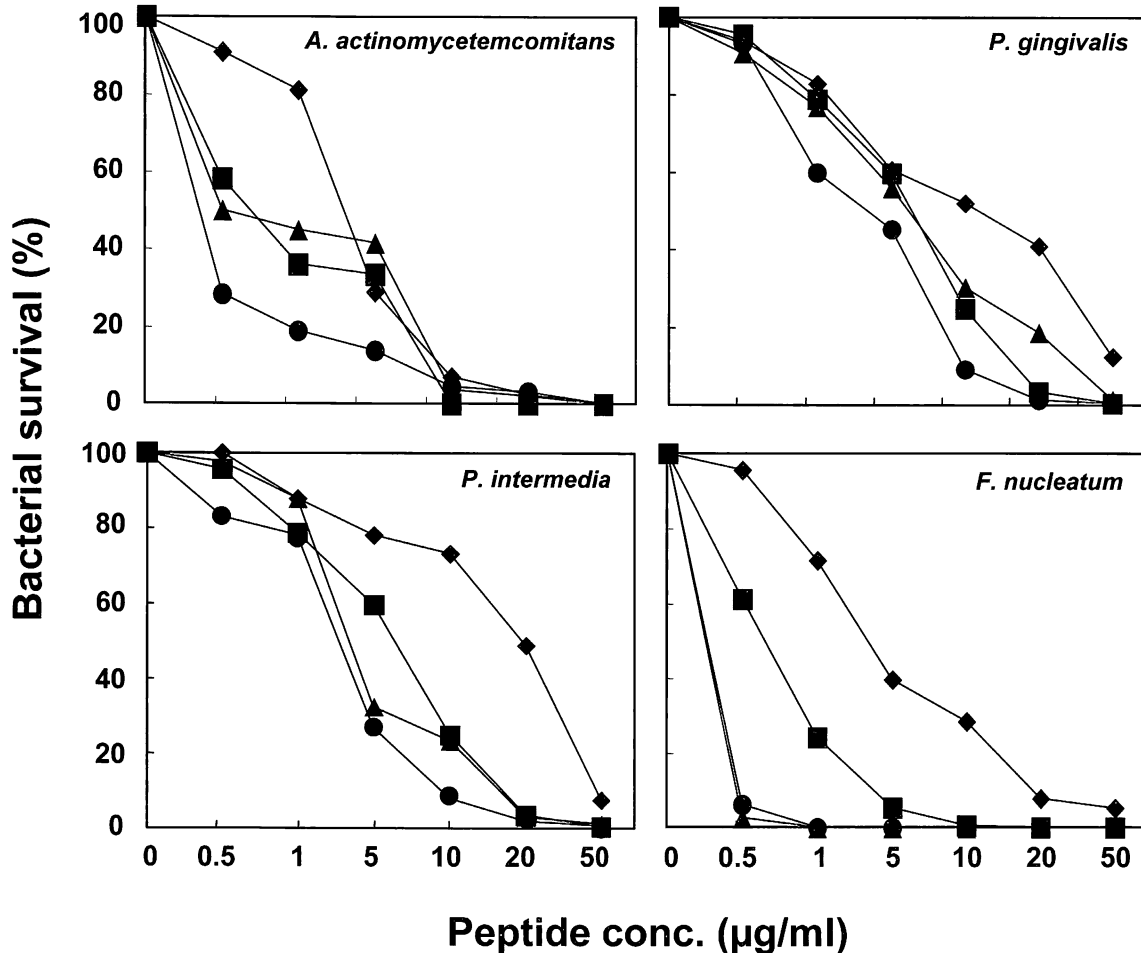 A. actinomycetemcomitans
P. gingivalis
100
80
60
40
20
0
P. intermedia
F. nucleatum
100
80
60
40
20
0
Bacterial survival (%)
0 0.5 1 5 10 20 50
0 0.5 1 5 10 20 50
Peptide conc. (µg/ml)